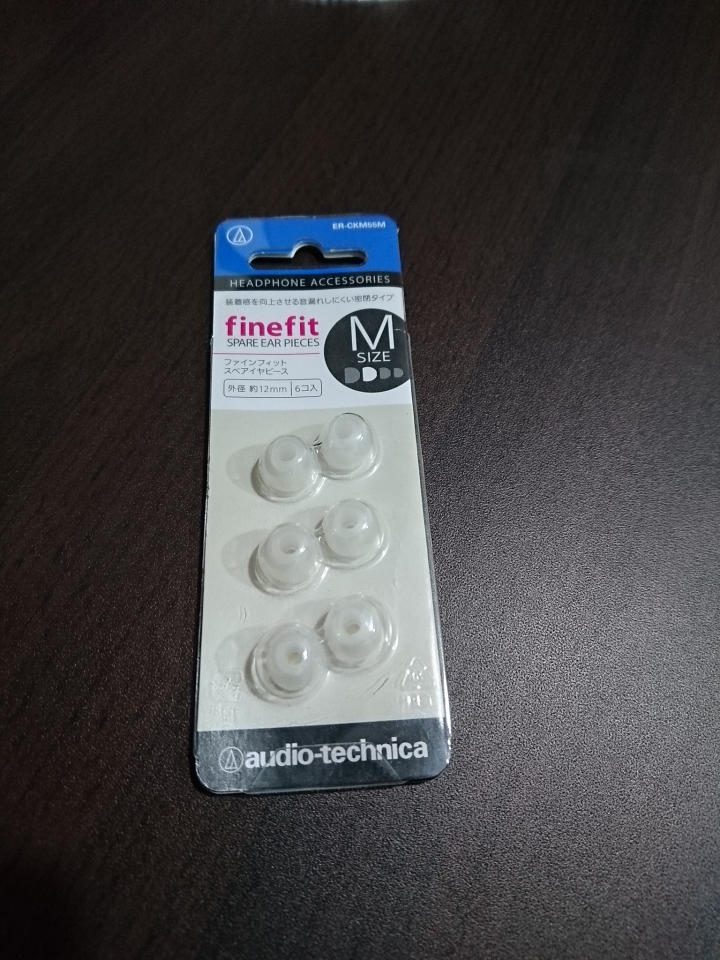 ER-CKM55M
HEADPHONE ACCESSORIES
装着感を向上させる音漏れしにくい密閉タイプ
finefit
SPARE EAR PIECES
M
SIZE
ファインフィット
スペアイヤピース
外径 約12mm 6コ入
audio-technica